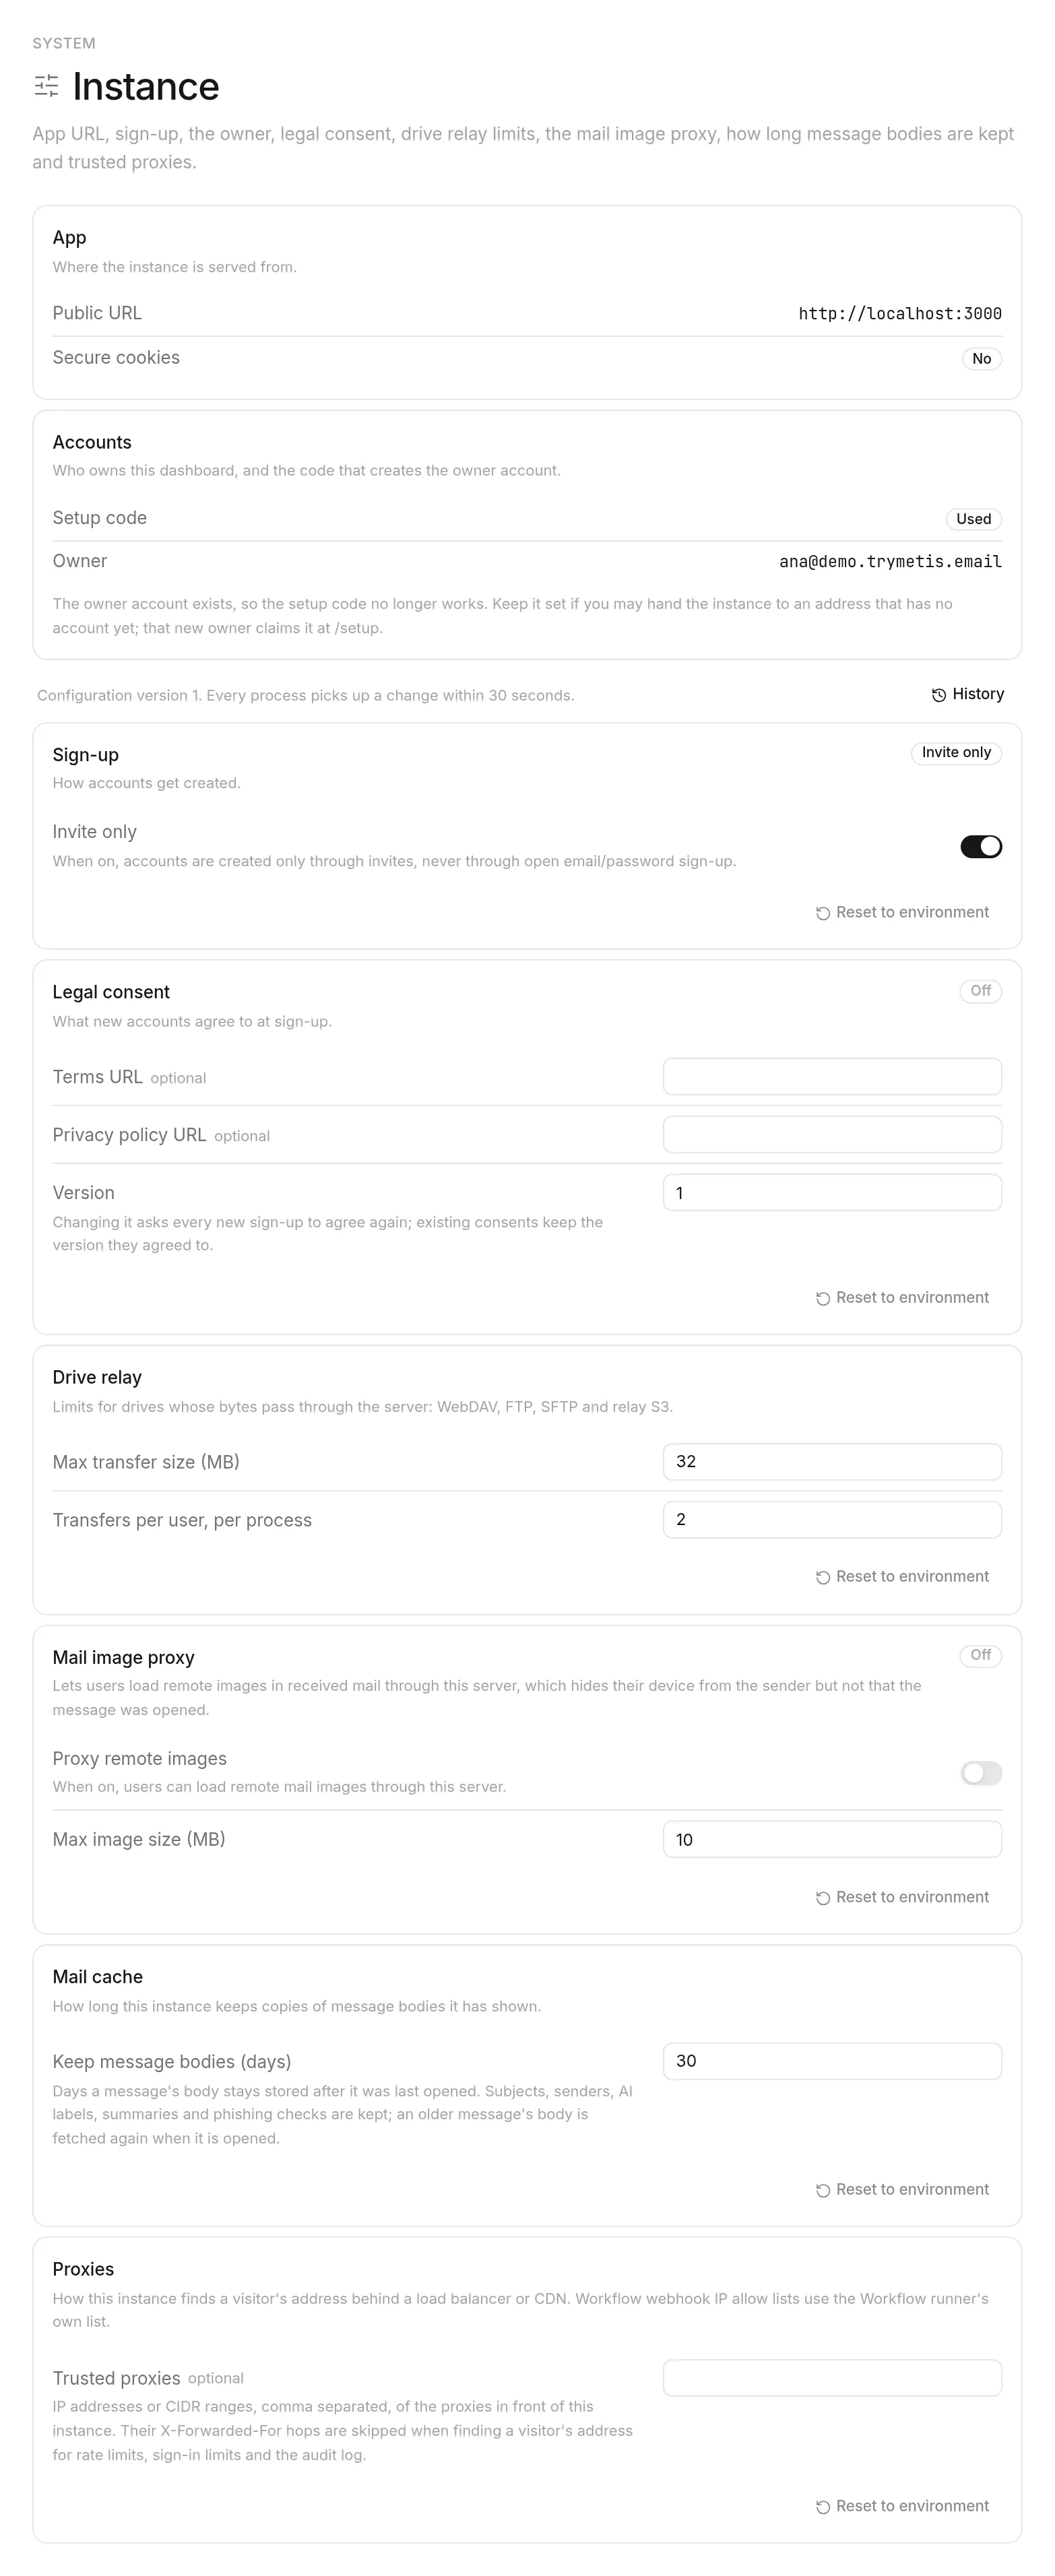 SYSTEM
Instance
App URL, sign-up, the owner, legal consent, drive relay limits, the mail image proxy, how long message bodies are kept
and trusted proxies.
App
Where the instance is served from.
Public URL http://localhost:3000
Secure cookies No
Accounts
Who owns this dashboard, and the code that creates the owner account.
Setup code Used
Owner ana@demo.trymetis.email
The owner account exists, so the setup code no longer works. Keep it set if you may hand the instance to an address that has no
account yet; that new owner claims it at /setup.
Configuration version 1. Every process picks up a change within 30 seconds. History
Sign-up Invite only
How accounts get created.
Invite only
When on, accounts are created only through invites, never through open email/password sign-up.
Reset to environment
Legal consent Off
What new accounts agree to at sign-up.
Terms URL optional
Privacy policy URL optional
Version 1
Changing it asks every new sign-up to agree again; existing consents keep the
version they agreed to.
Reset to environment
Drive relay
Limits for drives whose bytes pass through the server: WebDAV, FTP, SFTP and relay S3.
Max transfer size (MB) 32
Transfers per user, per process 2
Reset to environment
Mail image proxy Off
Lets users load remote images in received mail through this server, which hides their device from the sender but not that the
message was opened.
Proxy remote images
When on, users can load remote mail images through this server.
Max image size (MB) 10
Reset to environment
Mail cache
How long this instance keeps copies of message bodies it has shown.
Keep message bodies (days) 30
Days a message's body stays stored after it was last opened. Subjects, senders, AI
labels, summaries and phishing checks are kept; an older message's body is
fetched again when it is opened.
Reset to environment
Proxies
How this instance finds a visitor's address behind a load balancer or CDN. Workflow webhook IP allow lists use the Workflow runner's
own list.
Trusted proxies optional
IP addresses or CIDR ranges, comma separated, of the proxies in front of this
instance. Their X-Forwarded-For hops are skipped when finding a visitor's address
for rate limits, sign-in limits and the audit log.
Reset to environment